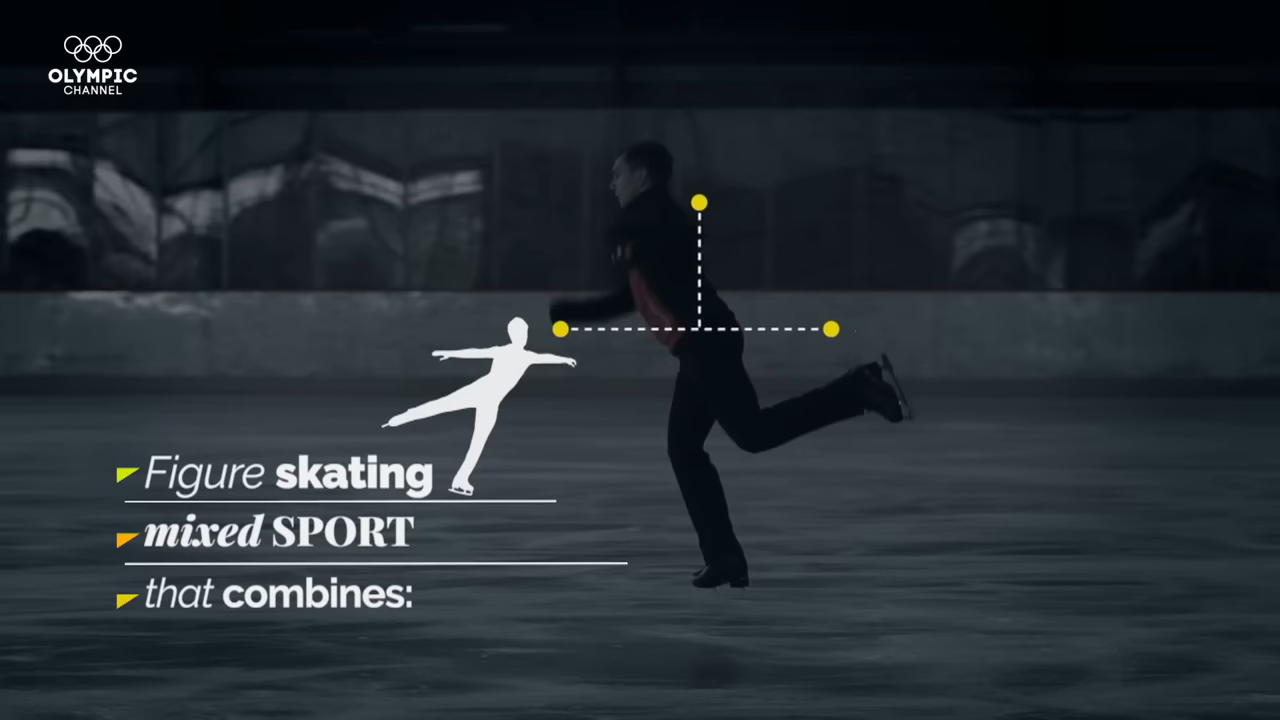 OLYMPIC
CHANNEL
Figure skating
mixed SPORT
that combines: